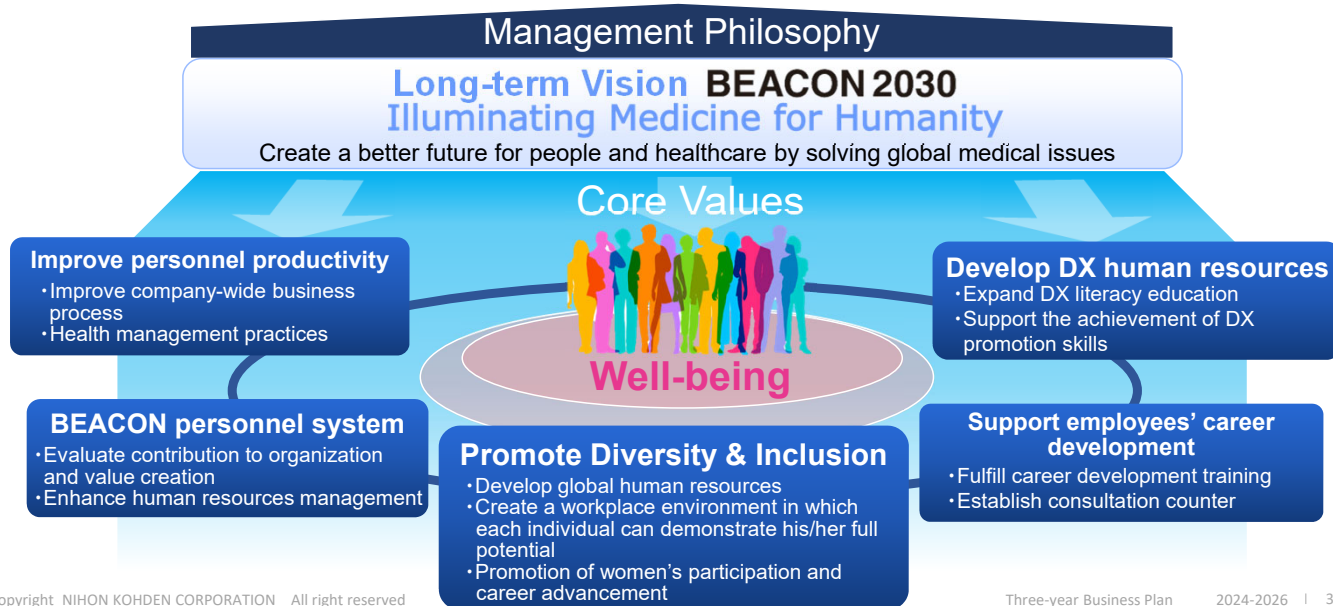 Management Philosophy
Long-term Vision BEACON 2030
Illuminating Medicine for Humanity
Create a better future for people and healthcare by solving global medical issues
Core Values
Well-being
Improve personnel productivity
・Improve company-wide business
process
・Health management practices
Develop DX human resources
・Expand DX literacy education
・Support the achievement of DX
promotion skills
BEACON personnel system
・Evaluate contribution to organization
and value creation
・Enhance human resources management
Promote Diversity & Inclusion
・Develop global human resources
・Create a workplace environment in which
each individual can demonstrate his/her full
potential
・Promotion of women's participation and
career advancement
Support employees' career
development
・Fulfill career development training
・Establish consultation counter
opyright NIHON KOHDEN CORPORATION All right reserved
Three-year Business Plan 2024-2026 | 3